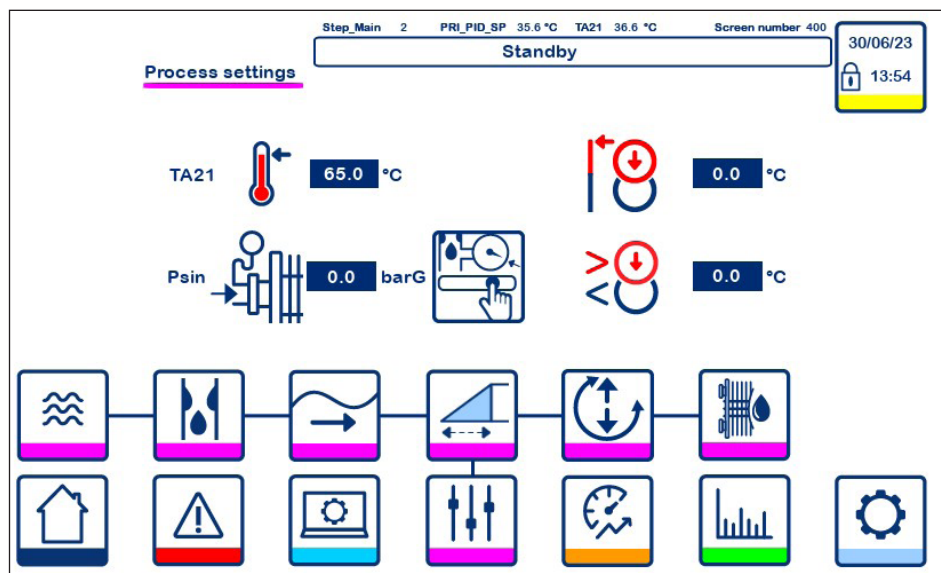 Step_Main 2 PRI_PID_SP 35.6 °C TA21 36.6 °C Screen number 400
Standby
30/06/23
13:54
Process settings
TA21 65.0 °C 0.0 °C
Psin 0.0 barG > < 0.0 °C